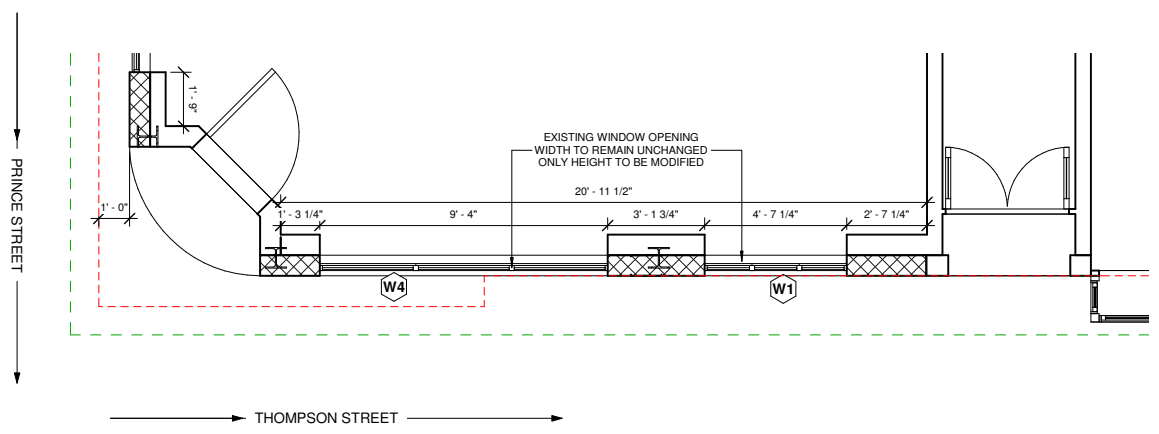 1' - 9"
EXISTING WINDOW OPENING
WIDTH TO REMAIN UNCHANGED
ONLY HEIGHT TO BE MODIFIED
20' - 11 1/2"
1' - 0"
1' - 3 1/4"
9' - 4"
3' - 1 3/4"
4' - 7 1/4"
2' - 7 1/4"
PRINCE STREET
W4
W1
THOMPSON STREET